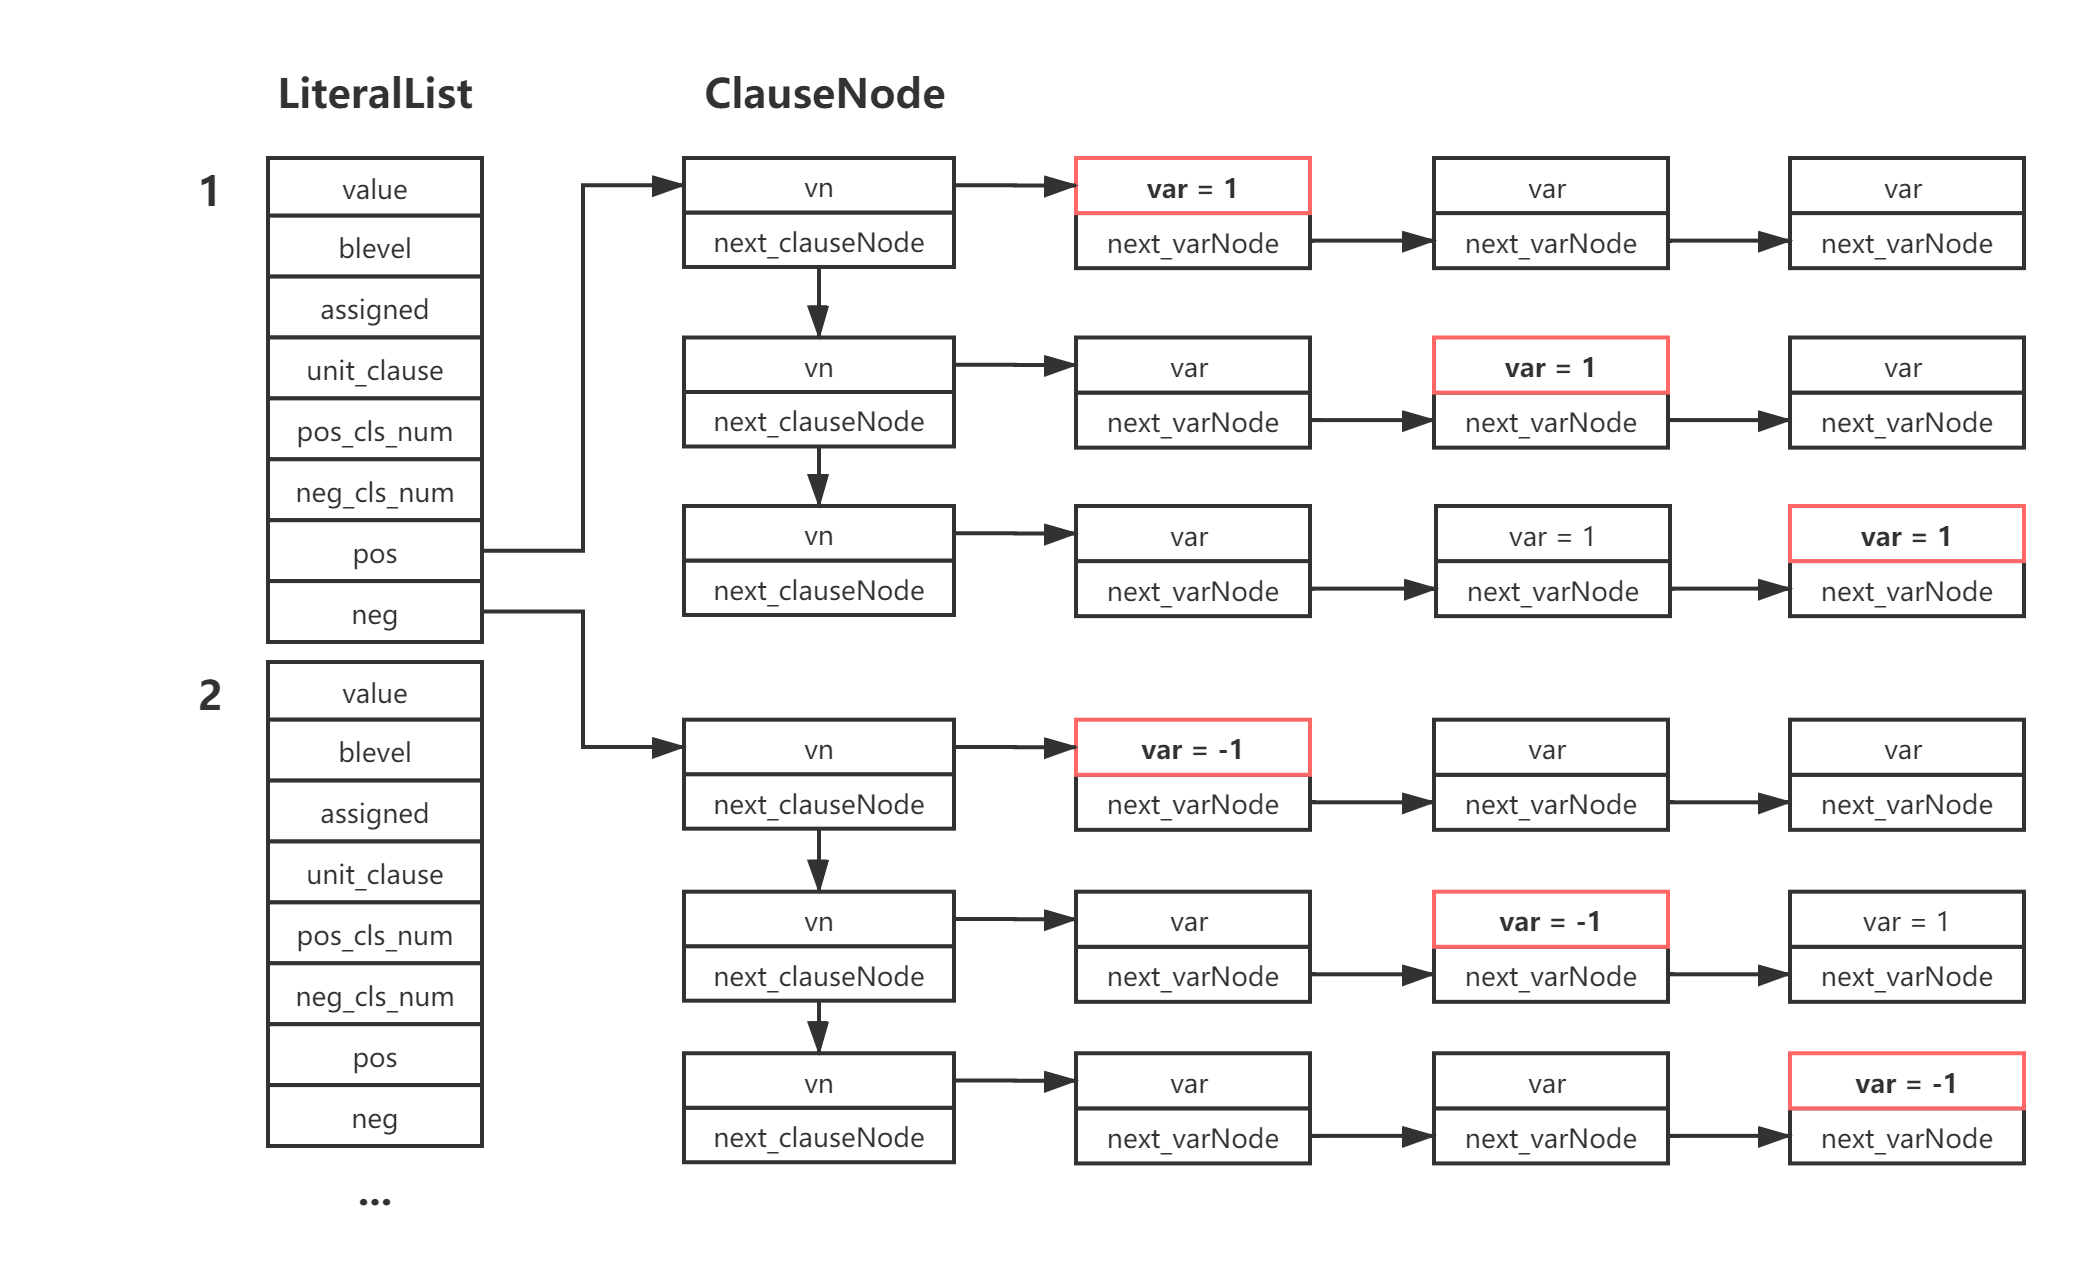 LiteralList
ClauseNode
1
value
blevel
assigned
unit_clause
pos_cls_num
neg_cls_num
pos
neg
2
value
blevel
assigned
unit_clause
pos_cls_num
neg_cls_num
pos
neg
...
vn
next_clauseNode
var = 1
next_varNode
var
next_varNode
var
next_varNode
vn
next_clauseNode
var
next_varNode
var = 1
next_varNode
var
next_varNode
vn
next_clauseNode
var
next_varNode
var = 1
next_varNode
var = 1
next_varNode
vn
next_clauseNode
var = -1
next_varNode
var
next_varNode
var
next_varNode
vn
next_clauseNode
var
next_varNode
var = -1
next_varNode
var = 1
next_varNode
vn
next_clauseNode
var
next_varNode
var
next_varNode
var = -1
next_varNode